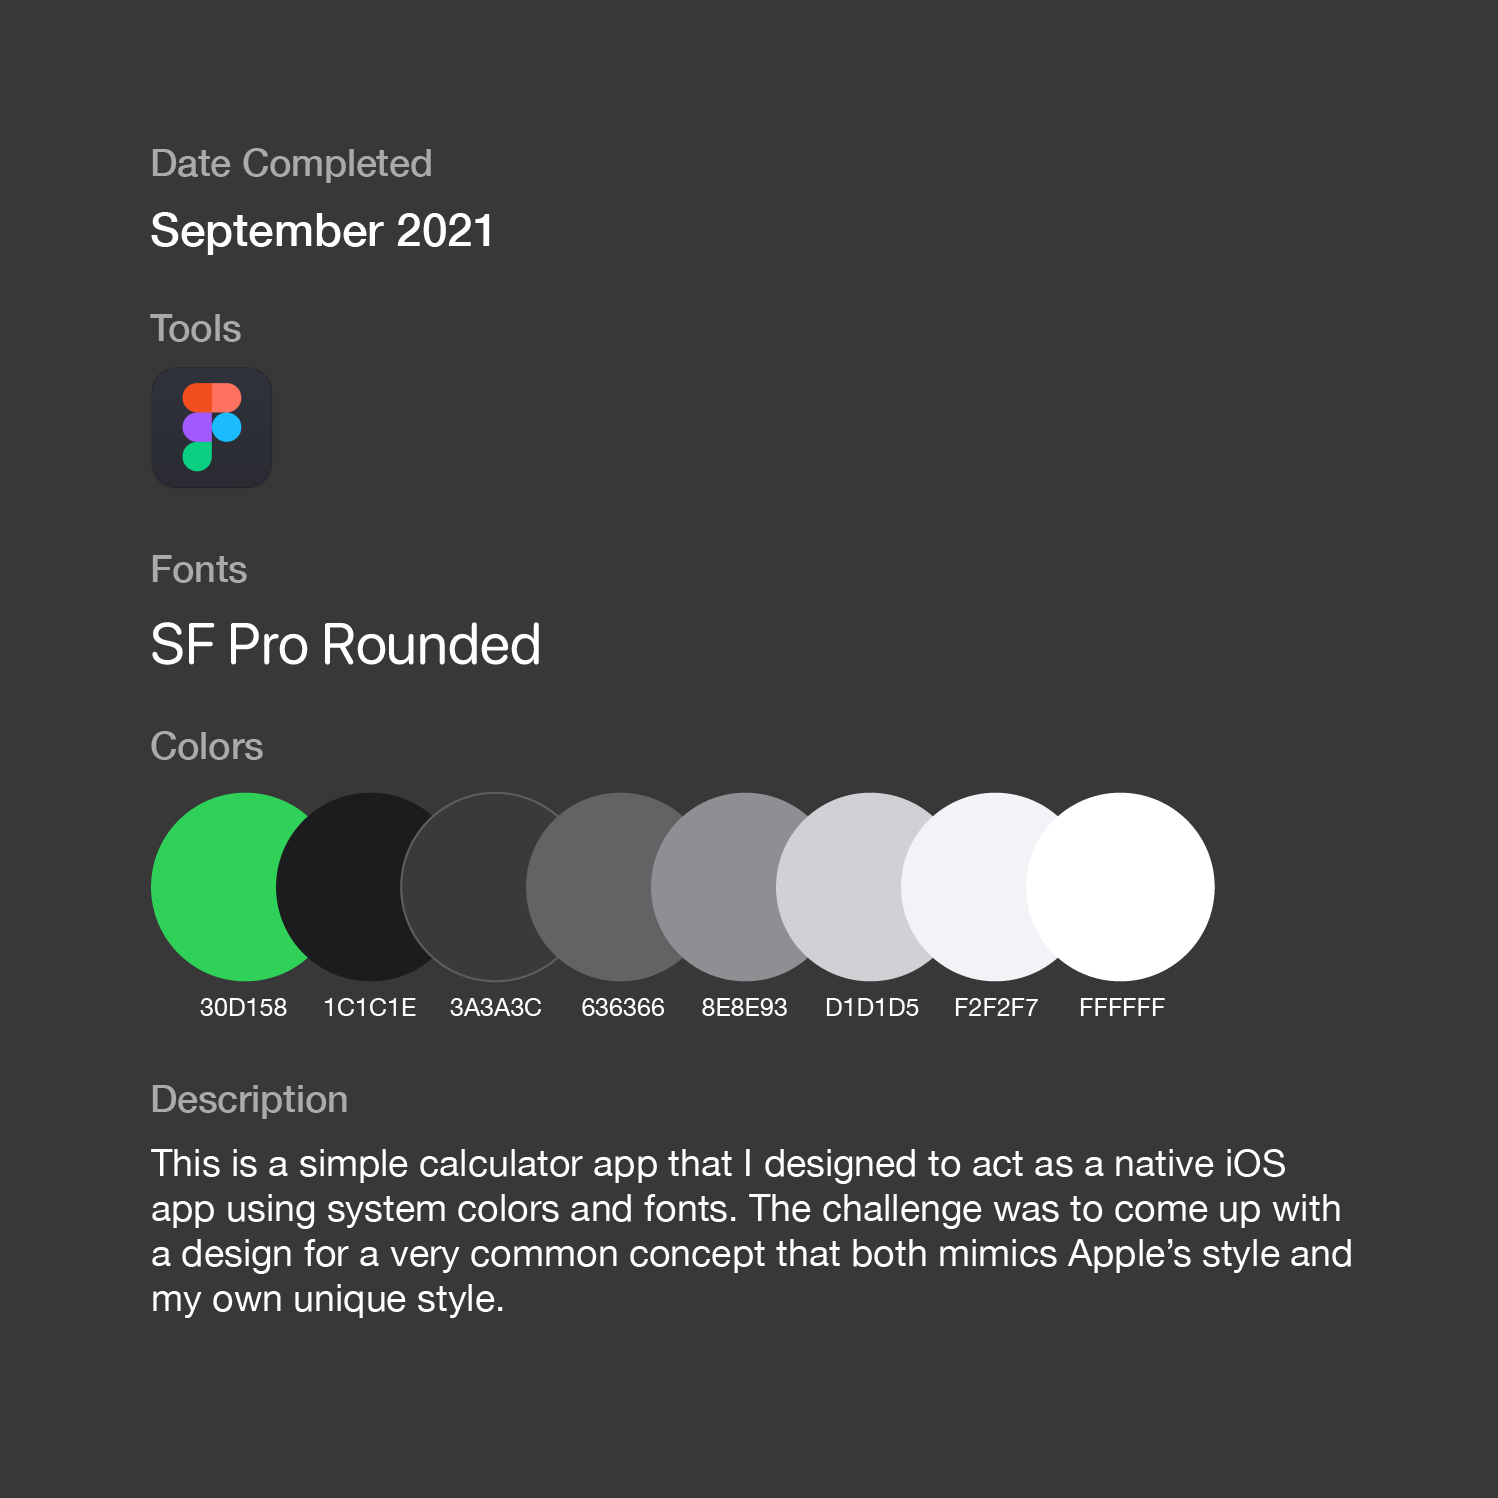 Date Completed
September 2021
Tools
Fonts
SF Pro Rounded
Colors
30D158 1C1C1E 3A3A3C 636366 8E8E93 D1D1D5 F2F2F7 FFFFFF
Description
This is a simple calculator app that I designed to act as a native iOS
app using system colors and fonts. The challenge was to come up with
a design for a very common concept that both mimics Apple’s style and
my own unique style.